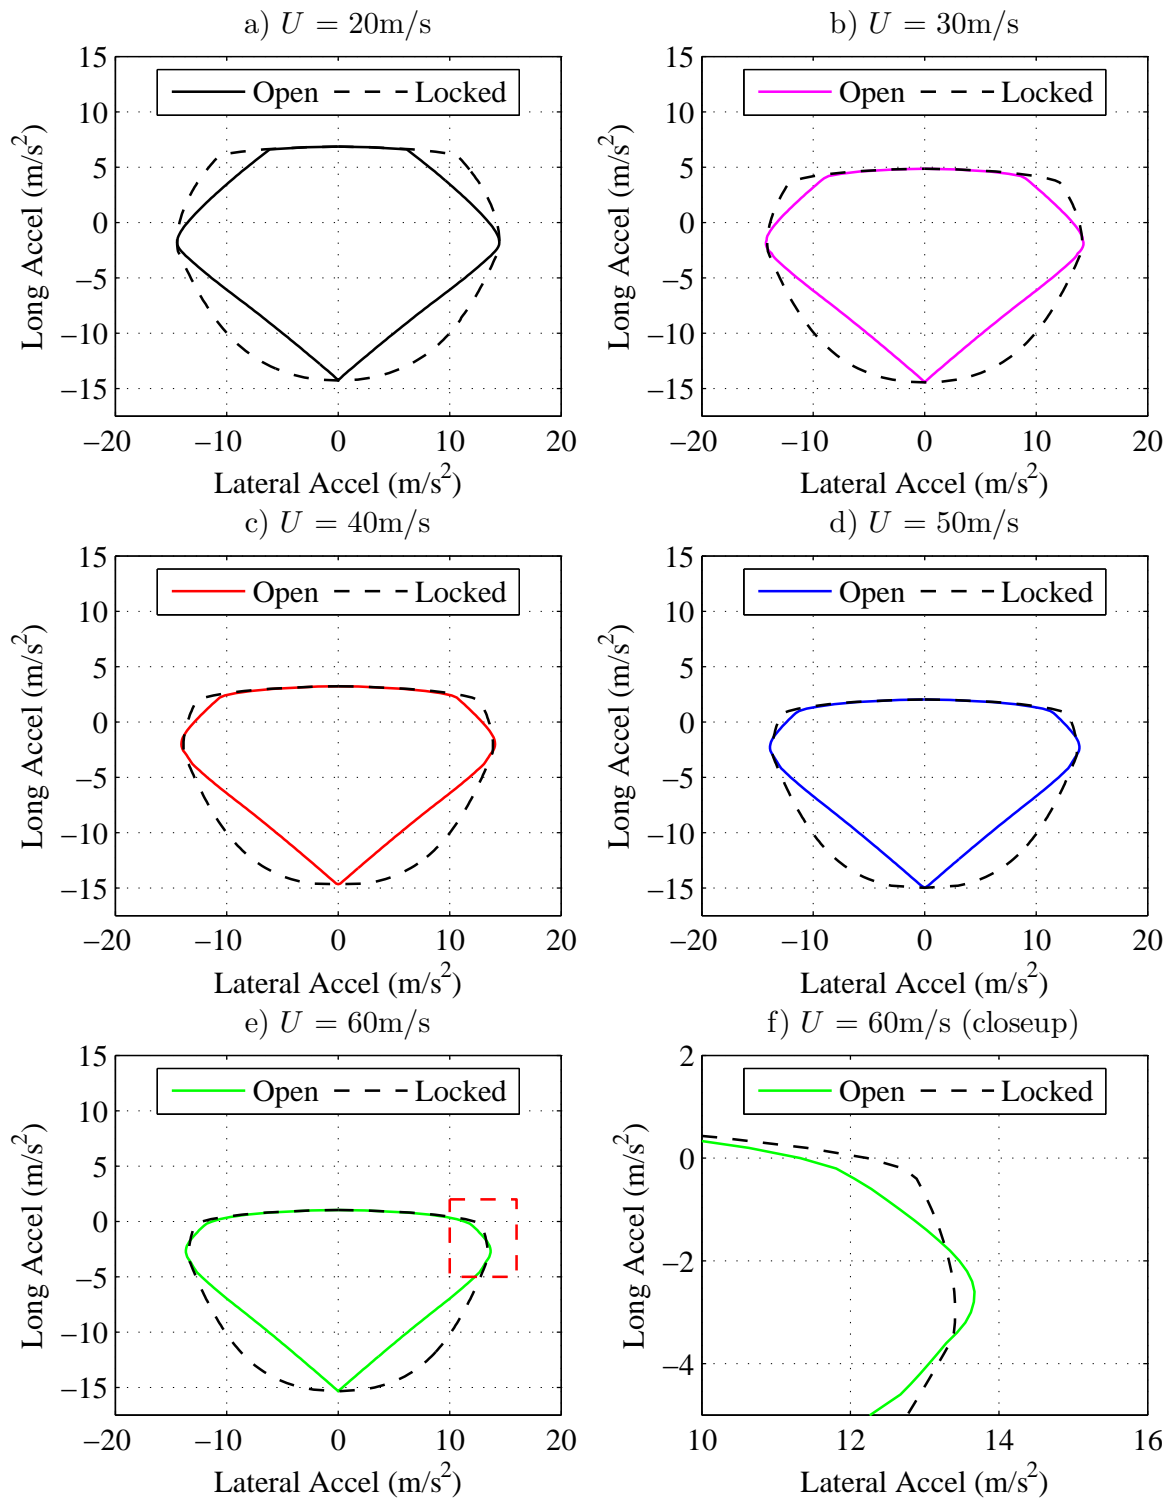 a) U = 20m/s
15
10
5
0
−5
−10
−15
−20 −10 0 10 20
Long Accel (m/s²)
Lateral Accel (m/s²)
Open Locked
b) U = 30m/s
15
10
5
0
−5
−10
−15
−20 −10 0 10 20
Long Accel (m/s²)
Lateral Accel (m/s²)
Open Locked
c) U = 40m/s
15
10
5
0
−5
−10
−15
−20 −10 0 10 20
Long Accel (m/s²)
Lateral Accel (m/s²)
Open Locked
d) U = 50m/s
15
10
5
0
−5
−10
−15
−20 −10 0 10 20
Long Accel (m/s²)
Lateral Accel (m/s²)
Open Locked
e) U = 60m/s
15
10
5
0
−5
−10
−15
−20 −10 0 10 20
Long Accel (m/s²)
Lateral Accel (m/s²)
Open Locked
f) U = 60m/s (closeup)
2
0
−2
−4
10 12 14 16
Long Accel (m/s²)
Lateral Accel (m/s²)
Open Locked